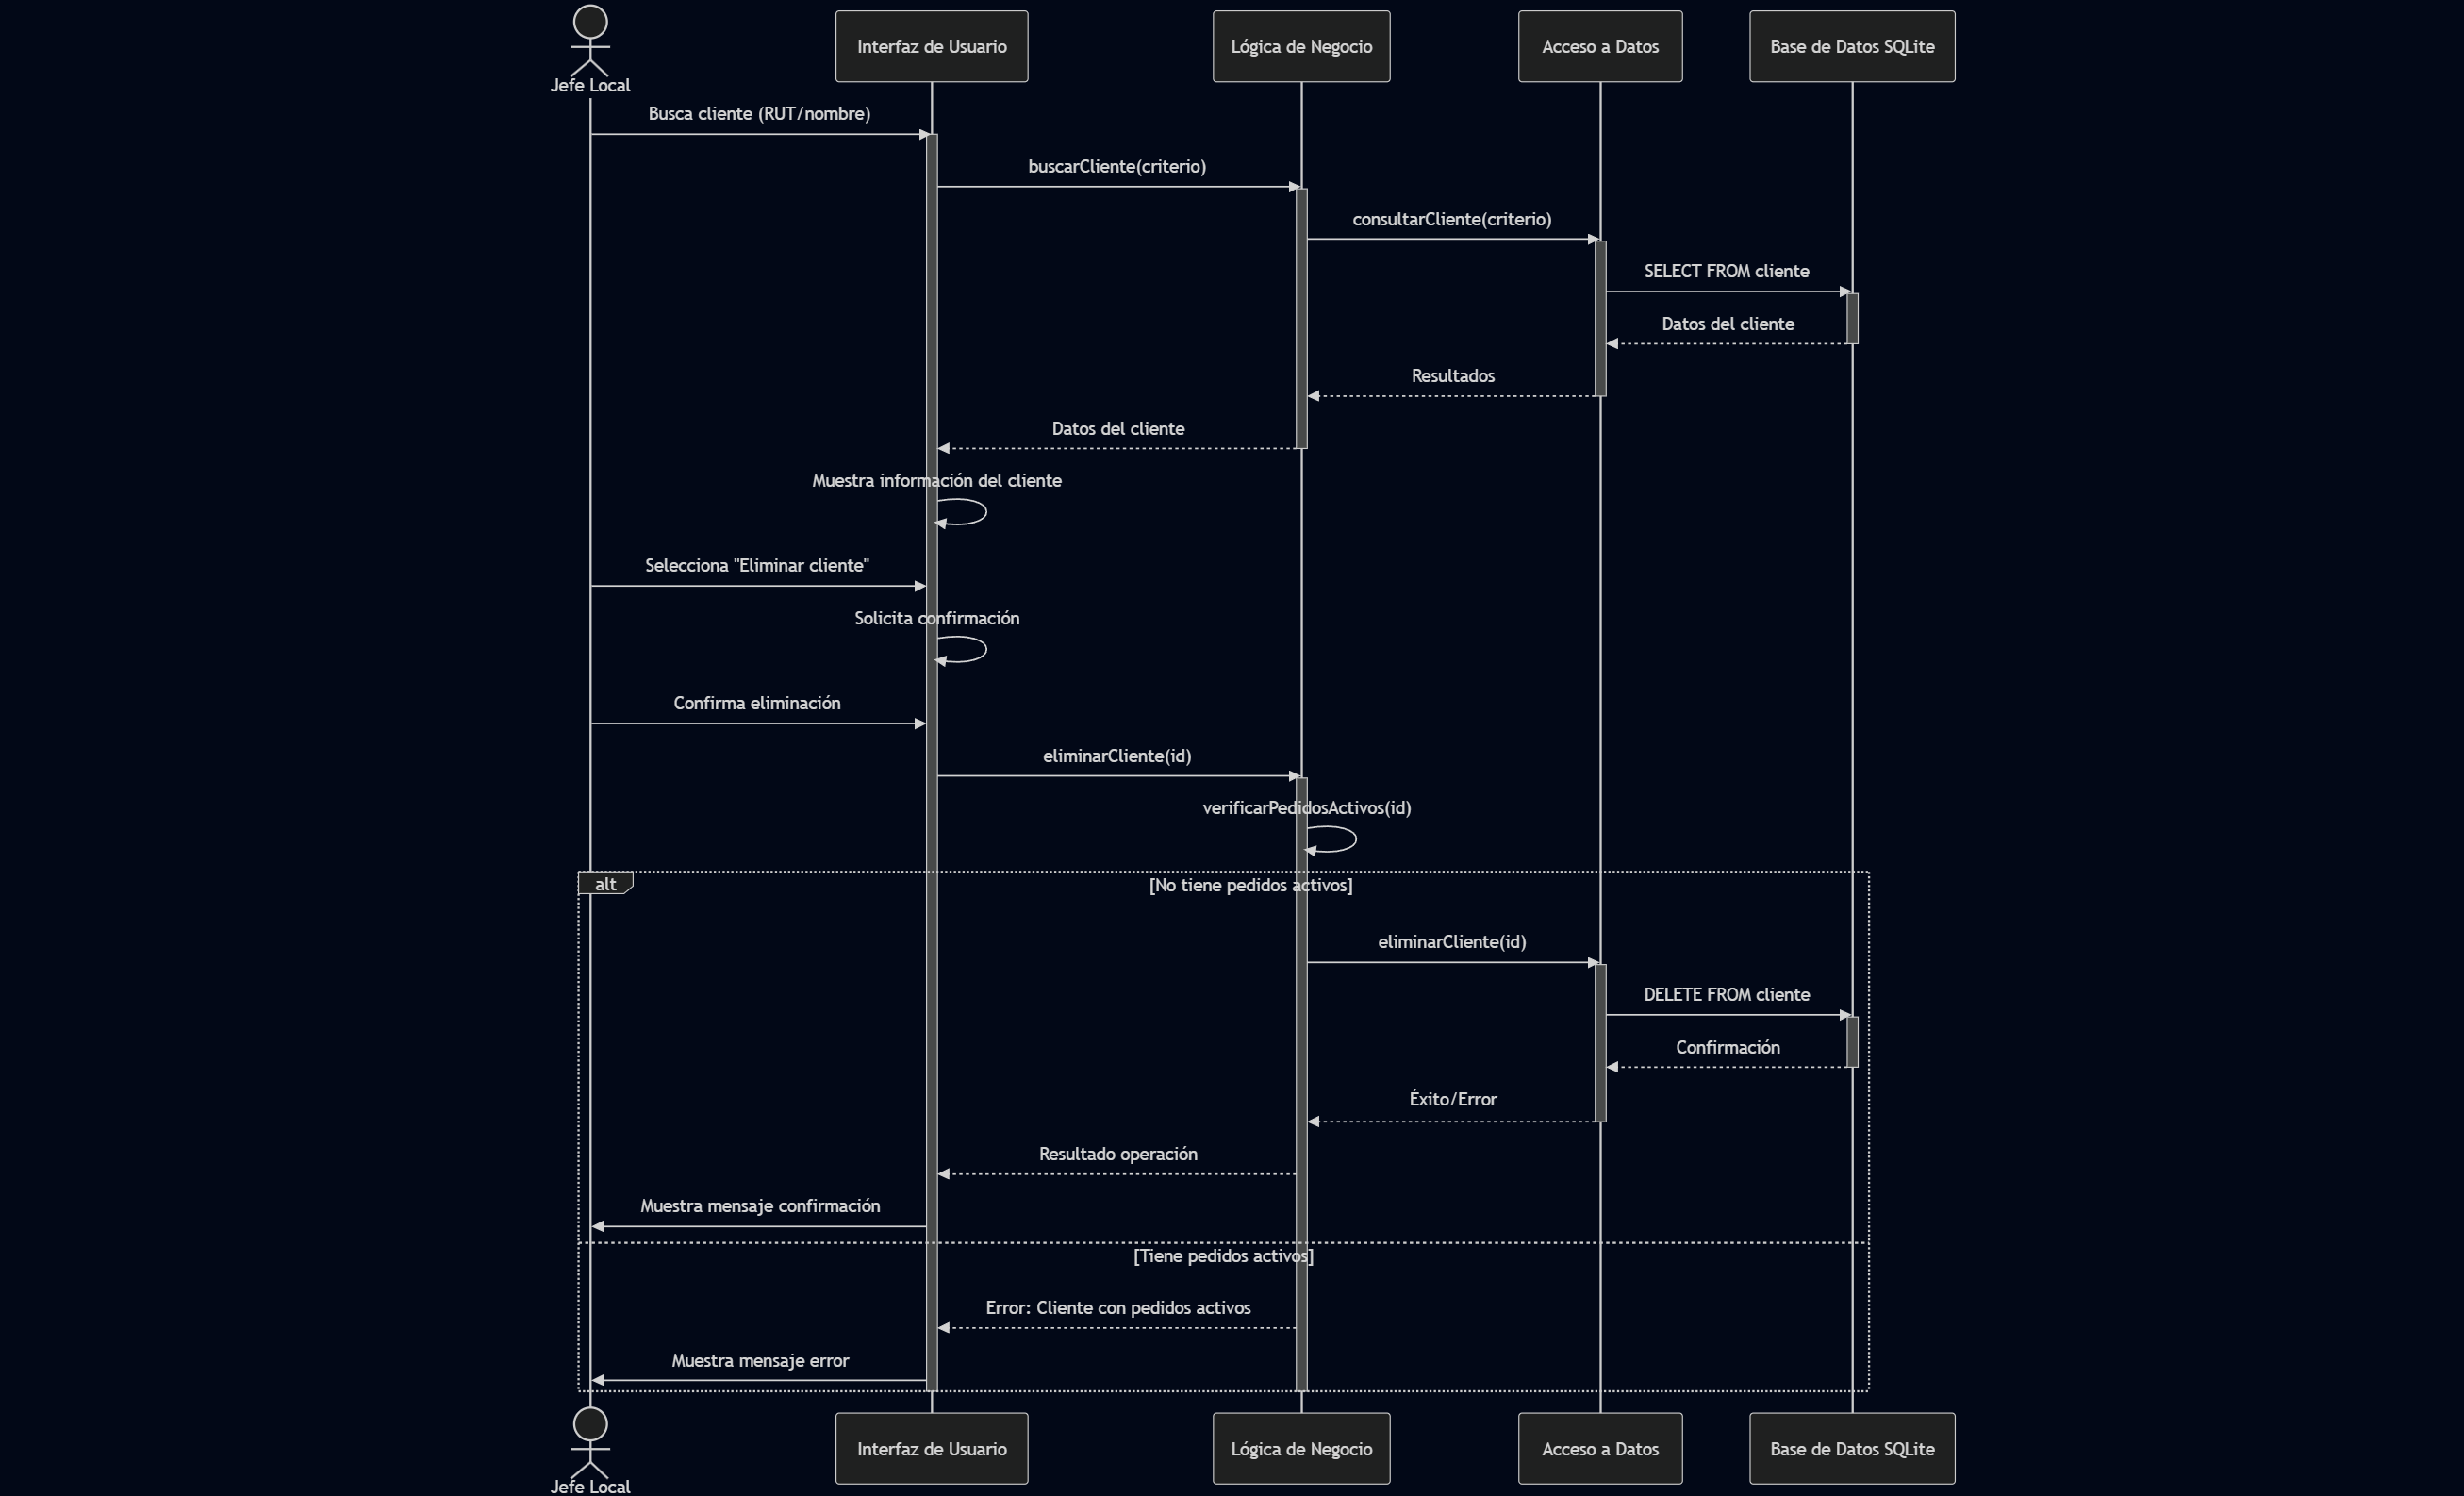 Jefe Local
Interfaz de Usuario
Lógica de Negocio
Acceso a Datos
Base de Datos SQLite
Busca cliente (RUT/nombre)
buscarCliente(criterio)
consultarCliente(criterio)
SELECT FROM cliente
Datos del cliente
Resultados
Datos del cliente
Muestra información del cliente
Selecciona "Eliminar cliente"
Solicita confirmación
Confirma eliminación
eliminarCliente(id)
verificarPedidosActivos(id)
alt
[No tiene pedidos activos]
eliminarCliente(id)
DELETE FROM cliente
Confirmación
Éxito/Error
Resultado operación
Muestra mensaje confirmación
[Tiene pedidos activos]
Error: Cliente con pedidos activos
Muestra mensaje error
Jefe Local
Interfaz de Usuario
Lógica de Negocio
Acceso a Datos
Base de Datos SQLite